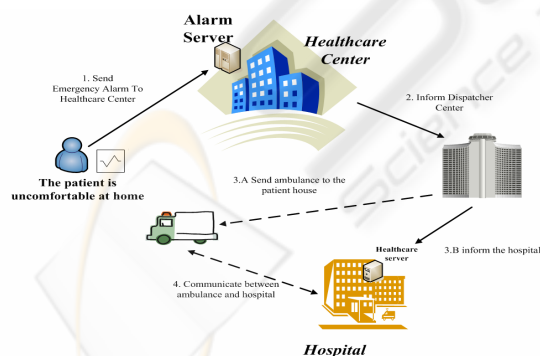 Alarm
Server
Healthcare
Center
1. Send
Emergency Alarm To
Healthcare Center
2. Inform Dispatcher
Center
The patient is
uncomfortable at home
3.A Send ambulance to the
patient house
Healthcare
server
3.B inform the hospital
4. Communicate between
ambulance and hospital
Hospital
science